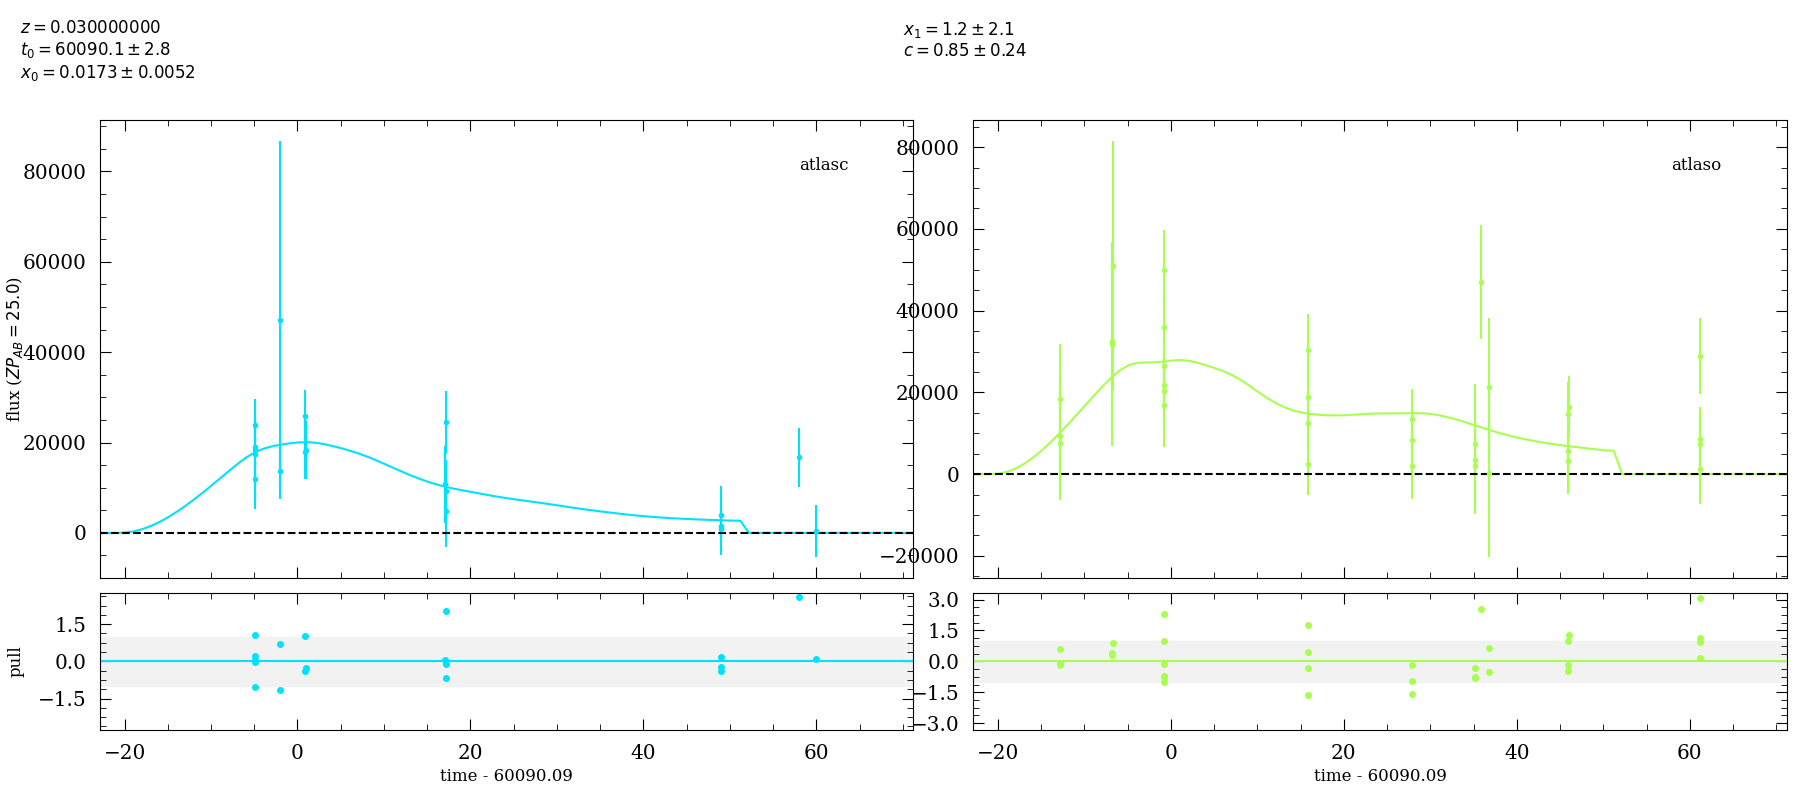 z = 0.030000000
t₀ = 60090.1 ± 2.8
x₀ = 0.0173 ± 0.0052
x₁ = 1.2 ± 2.1
c = 0.85 ± 0.24
flux (ZP_AB = 25.0)
80000
60000
40000
20000
0
atlasc
80000
60000
40000
20000
0
−20000
atlaso
pull
1.5
0.0
−1.5
3.0
1.5
0.0
−1.5
−3.0
−20 0 20 40 60
time - 60090.09
−20 0 20 40 60
time - 60090.09